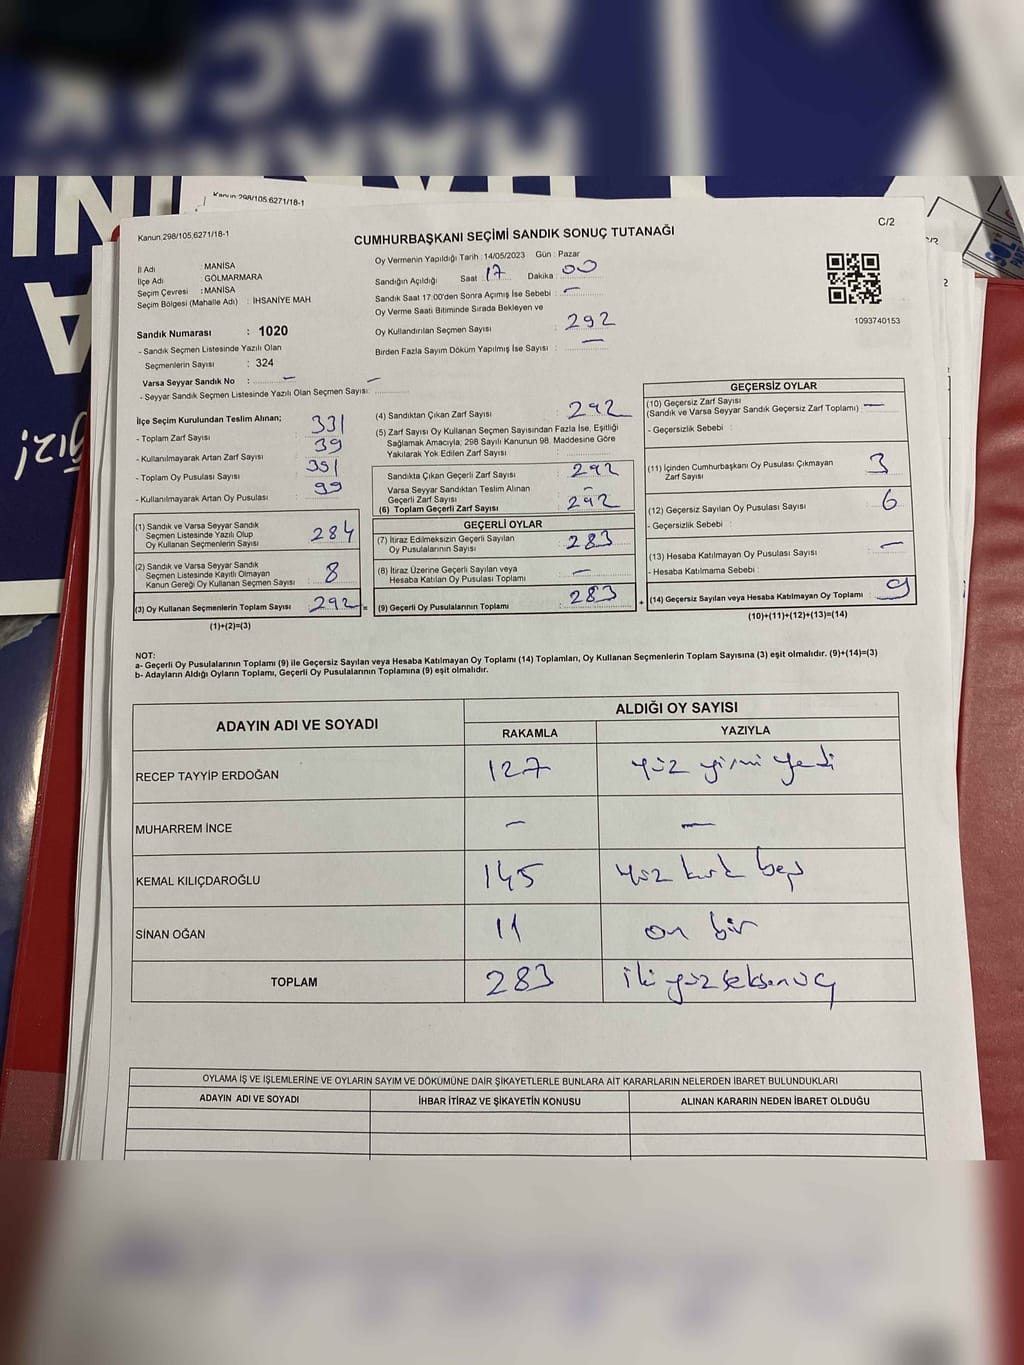 Kanun:298/105.6271/18-1
Kanun:298/105,6271/18-1
C/2
CUMHURBAŞKANI SEÇİMİ SANDIK SONUÇ TUTANAĞI
İl Adı : MANİSA
İlçe Adı : GÖLMARMARA
Seçim Çevresi : MANİSA
Seçim Bölgesi (Mahalle Adı) : İHSANİYE MAH
Sandık Numarası : 1020
- Sandık Seçmen Listesinde Yazılı Olan
Seçmenlerin Sayısı : 324
Varsa Seyyar Sandık No : –
- Seyyar Sandık Seçmen Listesinde Yazılı Olan Seçmen Sayısı: –
Oy Vermenin Yapıldığı Tarih : 14/05/2023 Gün : Pazar
Sandığın Açıldığı Saat : 17 Dakika : 00
Sandık Saat 17:00'den Sonra Açımış İse Sebebi : –
Oy Verme Saati Bitiminde Sırada Bekleyen ve
Oy Kullandırılan Seçmen Sayısı : 292
Birden Fazla Sayım Döküm Yapılmış İse Sayısı : –
1093740153
İlçe Seçim Kurulundan Teslim Alınan;
- Toplam Zarf Sayısı : 331
- Kullanılmayarak Artan Zarf Sayısı : 39
- Toplam Oy Pusulası Sayısı : 391
- Kullanılmayarak Artan Oy Pusulası : 99
(1) Sandık ve Varsa Seyyar Sandık
Seçmen Listesinde Yazılı Olup
Oy Kullanan Seçmenlerin Sayısı : 284
(2) Sandık ve Varsa Seyyar Sandık
Seçmen Listesinde Kayıtlı Olmayan
Kanun Gereği Oy Kullanan Seçmen Sayısı : 8
(3) Oy Kullanan Seçmenlerin Toplam Sayısı : 292 =
(1)+(2)=(3)
(4) Sandıktan Çıkan Zarf Sayısı : 292
(5) Zarf Sayısı Oy Kullanan Seçmen Sayısından Fazla İse, Eşitliği
Sağlamak Amacıyla; 298 Sayılı Kanunun 98. Maddesine Göre
Yakılarak Yok Edilen Zarf Sayısı :
Sandıkta Çıkan Geçerli Zarf Sayısı : 292
Varsa Seyyar Sandıktan Teslim Alınan
Geçerli Zarf Sayısı : –
(6) Toplam Geçerli Zarf Sayısı : 292
GEÇERLİ OYLAR
(7) İtiraz Edilmeksizin Geçerli Sayılan
Oy Pusulalarının Sayısı : 283
(8) İtiraz Üzerine Geçerli Sayılan veya
Hesaba Katılan Oy Pusulası Toplamı : –
(9) Geçerli Oy Pusulalarının Toplamı : 283 +
GEÇERSİZ OYLAR
(10) Geçersiz Zarf Sayısı
(Sandık ve Varsa Seyyar Sandık Geçersiz Zarf Toplamı) : –
- Geçersizlik Sebebi :
(11) İçinden Cumhurbaşkanı Oy Pusulası Çıkmayan
Zarf Sayısı : 3
(12) Geçersiz Sayılan Oy Pusulası Sayısı : 6
- Geçersizlik Sebebi :
(13) Hesaba Katılmayan Oy Pusulası Sayısı : –
- Hesaba Katılmama Sebebi :
(14) Geçersiz Sayılan veya Hesaba Katılmayan Oy Toplamı : 9
(10)+(11)+(12)+(13)=(14)
NOT:
a- Geçerli Oy Pusulalarının Toplamı (9) ile Geçersiz Sayılan veya Hesaba Katılmayan Oy Toplamı (14) Toplamları, Oy Kullanan Seçmenlerin Toplam Sayısına (3) eşit olmalıdır. (9)+(14)=(3)
b- Adayların Aldığı Oyların Toplamı, Geçerli Oy Pusulalarının Toplamına (9) eşit olmalıdır.
ADAYIN ADI VE SOYADI ALDIĞI OY SAYISI
RAKAMLA YAZIYLA
RECEP TAYYİP ERDOĞAN 127 yüz yirmi yedi
MUHARREM İNCE – –
KEMAL KILIÇDAROĞLU 145 yüz kırk beş
SİNAN OĞAN 11 on bir
TOPLAM 283 iki yüz seksen üç
OYLAMA İŞ VE İŞLEMLERİNE VE OYLARIN SAYIM VE DÖKÜMÜNE DAİR ŞİKAYETLERLE BUNLARA AİT KARARLARIN NELERDEN İBARET BULUNDUKLARI
ADAYIN ADI VE SOYADI İHBAR İTİRAZ VE ŞİKAYETİN KONUSU ALINAN KARARIN NEDEN İBARET OLDUĞU